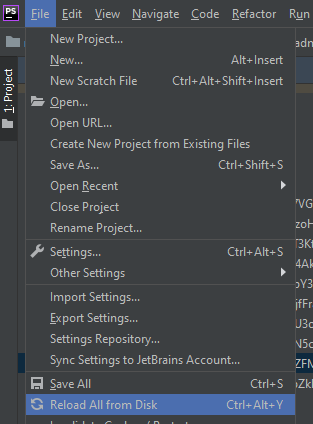 PS File Edit View Navigate Code Refactor Run
New Project...
New... Alt+Insert
New Scratch File Ctrl+Alt+Shift+Insert
Open...
Open URL...
Create New Project from Existing Files
Save As... Ctrl+Shift+S
Open Recent
Close Project
Rename Project...
Settings... Ctrl+Alt+S
Other Settings
Import Settings...
Export Settings...
Settings Repository...
Sync Settings to JetBrains Account...
Save All Ctrl+S
Reload All from Disk Ctrl+Alt+Y
1: Project